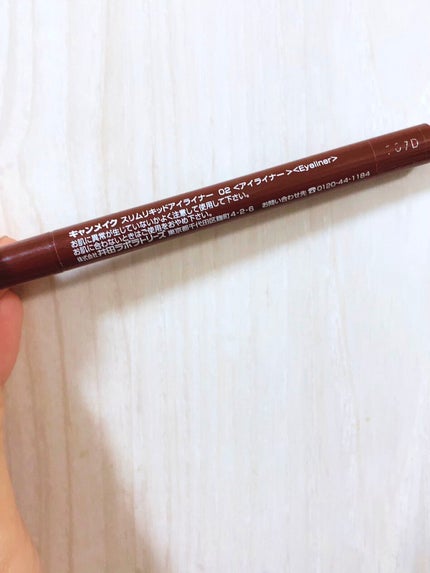 キャンメイク スリムリキッドアイライナー 02 <アイライナー><Eyeliner>
お肌に異常が生じていないかよく注意して使用して下さい。
お肌に合わないときはご使用をおやめ下さい。 お問い合わせ先 ☎0120-44-1184
株式会社 井田ラボラトリーズ 東京都千代田区麹町4-2-6